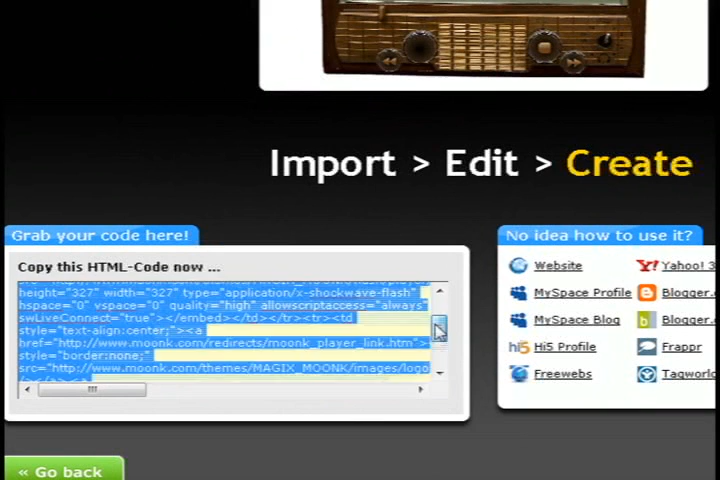 Import > Edit > Create
Grab your code here!
No idea how to use it?
Copy this HTML-Code now ...
height="327" width="327" type="application/x-shockwave-flash"
hspace="0" vspace="0" quality="high" allowscriptaccess="always"
swLiveConnect="true"></embed></td></tr><tr><td
style="text-align:center;"><a
href="http://www.moonk.com/redirects/moonk_player_link.htm">
style="border:none;"
src="http://www.moonk.com/themes/MAGIX_MOONK/images/logo
Website
Yahoo! 3
MySpace Profile
Blogger.
MySpace Blog
Blogger.
Hi5 Profile
Frappr
Freewebs
Tagworld
« Go back